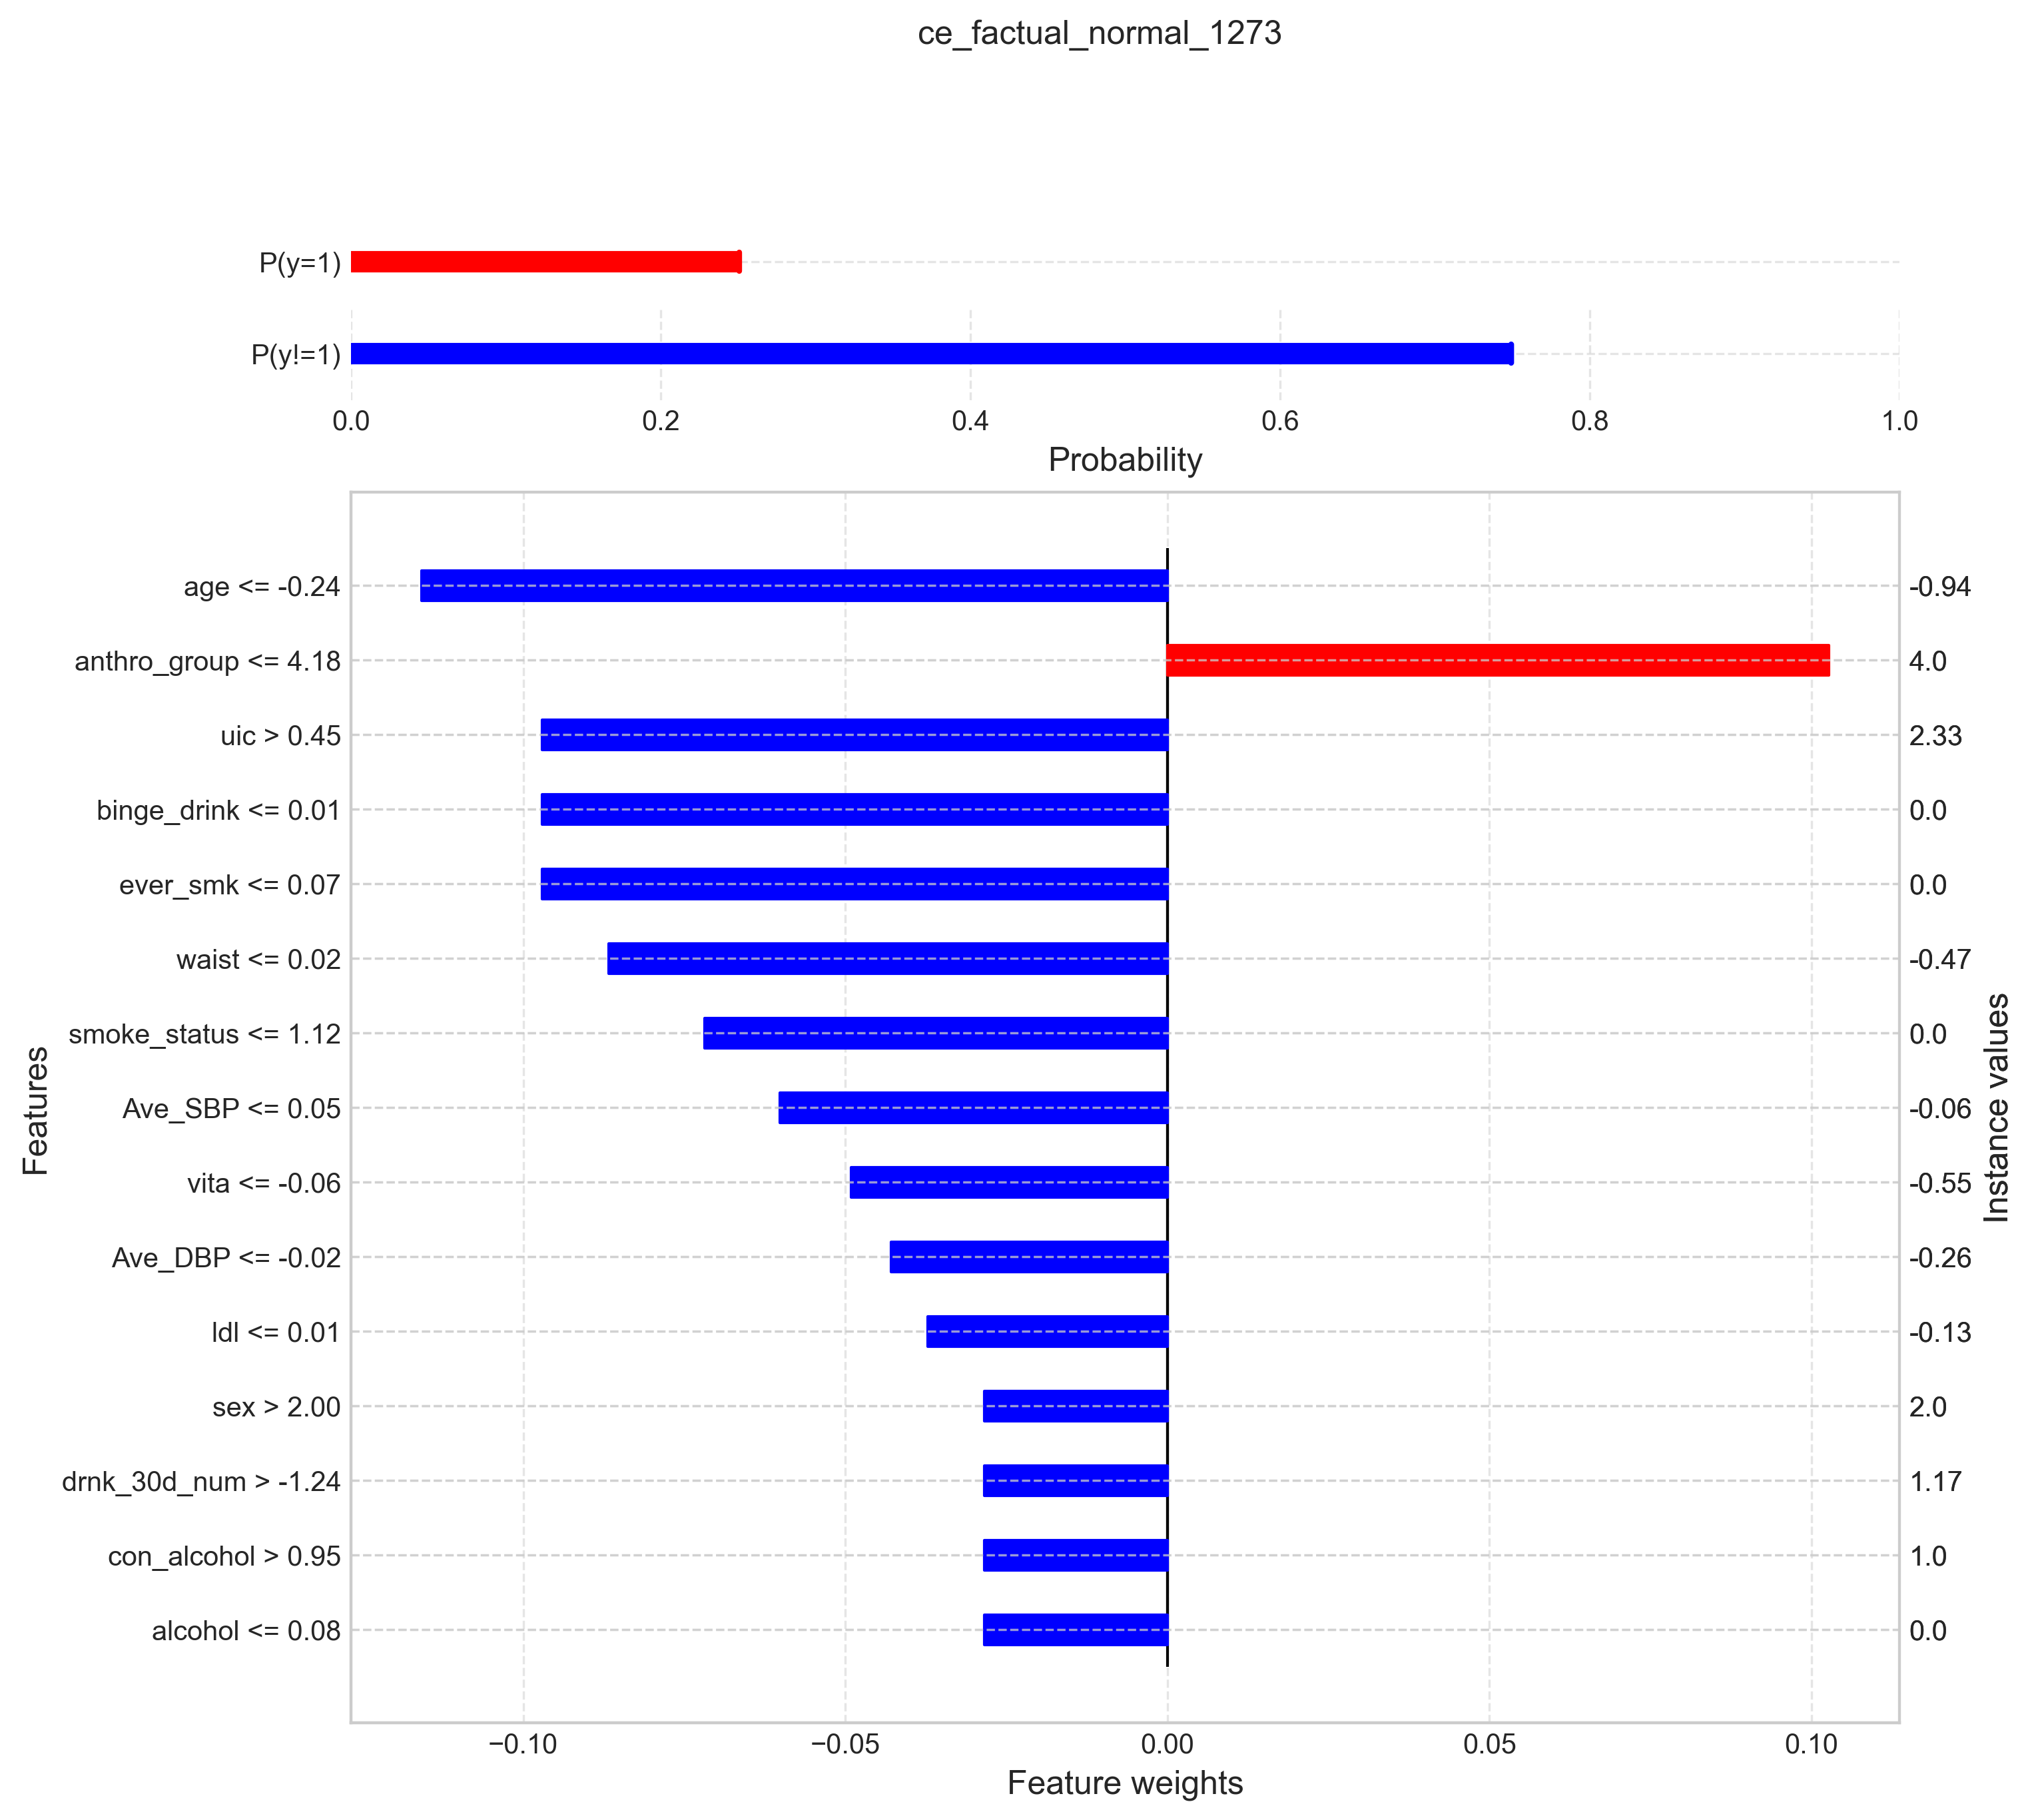 ce_factual_normal_1273
P(y=1)
P(y!=1)
0.0 0.2 0.4 0.6 0.8 1.0
Probability
age <= -0.24 -0.94
anthro_group <= 4.18 4.0
uic > 0.45 2.33
binge_drink <= 0.01 0.0
ever_smk <= 0.07 0.0
waist <= 0.02 -0.47
smoke_status <= 1.12 0.0
Ave_SBP <= 0.05 -0.06
vita <= -0.06 -0.55
Ave_DBP <= -0.02 -0.26
ldl <= 0.01 -0.13
sex > 2.00 2.0
drnk_30d_num > -1.24 1.17
con_alcohol > 0.95 1.0
alcohol <= 0.08 0.0
Features
Instance values
−0.10 −0.05 0.00 0.05 0.10
Feature weights